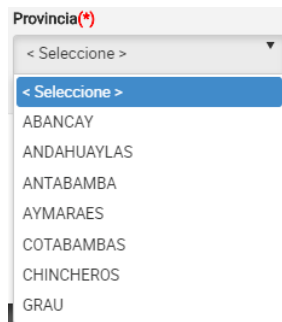 Provincia(*)
< Seleccione >
< Seleccione >
ABANCAY
ANDAHUAYLAS
ANTABAMBA
AYMARAES
COTABAMBAS
CHINCHEROS
GRAU